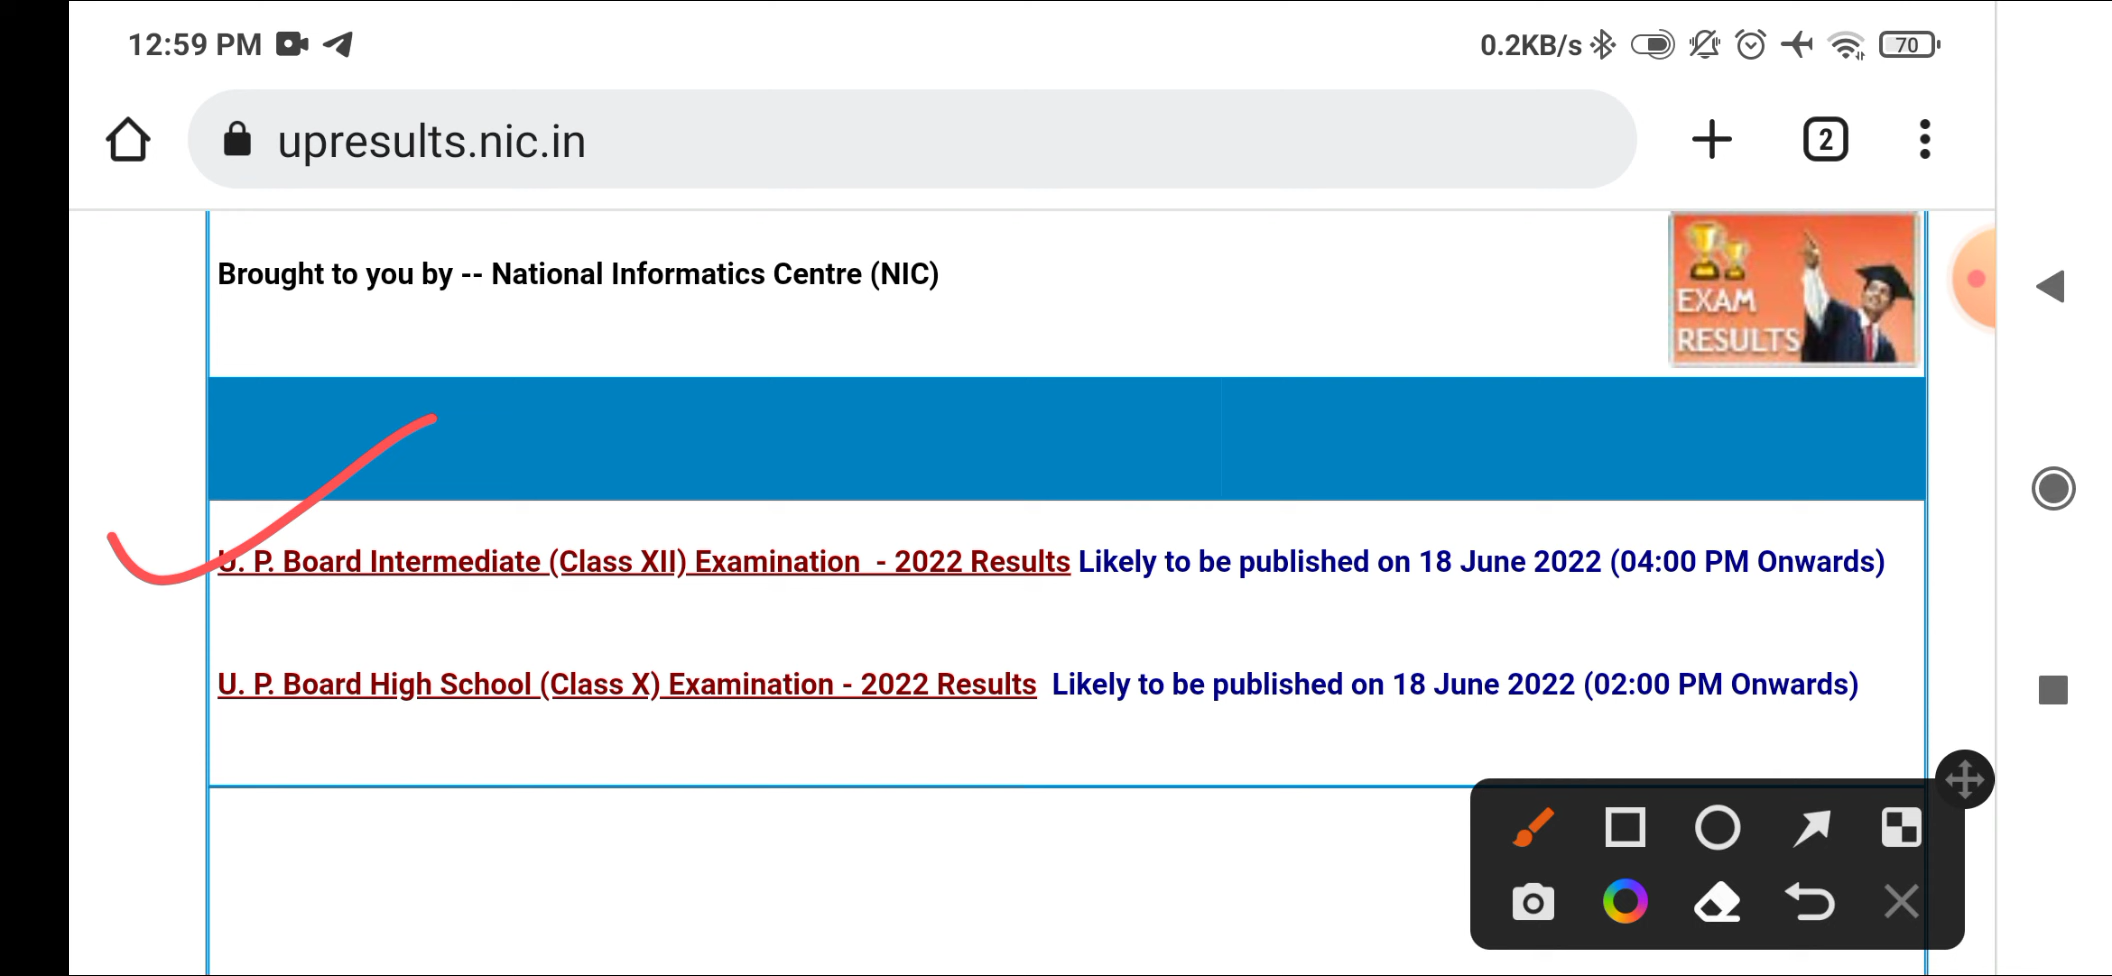 12:59 PM
0.2KB/s
70
upresults.nic.in
2
Brought to you by -- National Informatics Centre (NIC)
EXAM
RESULTS
U. P. Board Intermediate (Class XII) Examination - 2022 Results Likely to be published on 18 June 2022 (04:00 PM Onwards)
U. P. Board High School (Class X) Examination - 2022 Results Likely to be published on 18 June 2022 (02:00 PM Onwards)